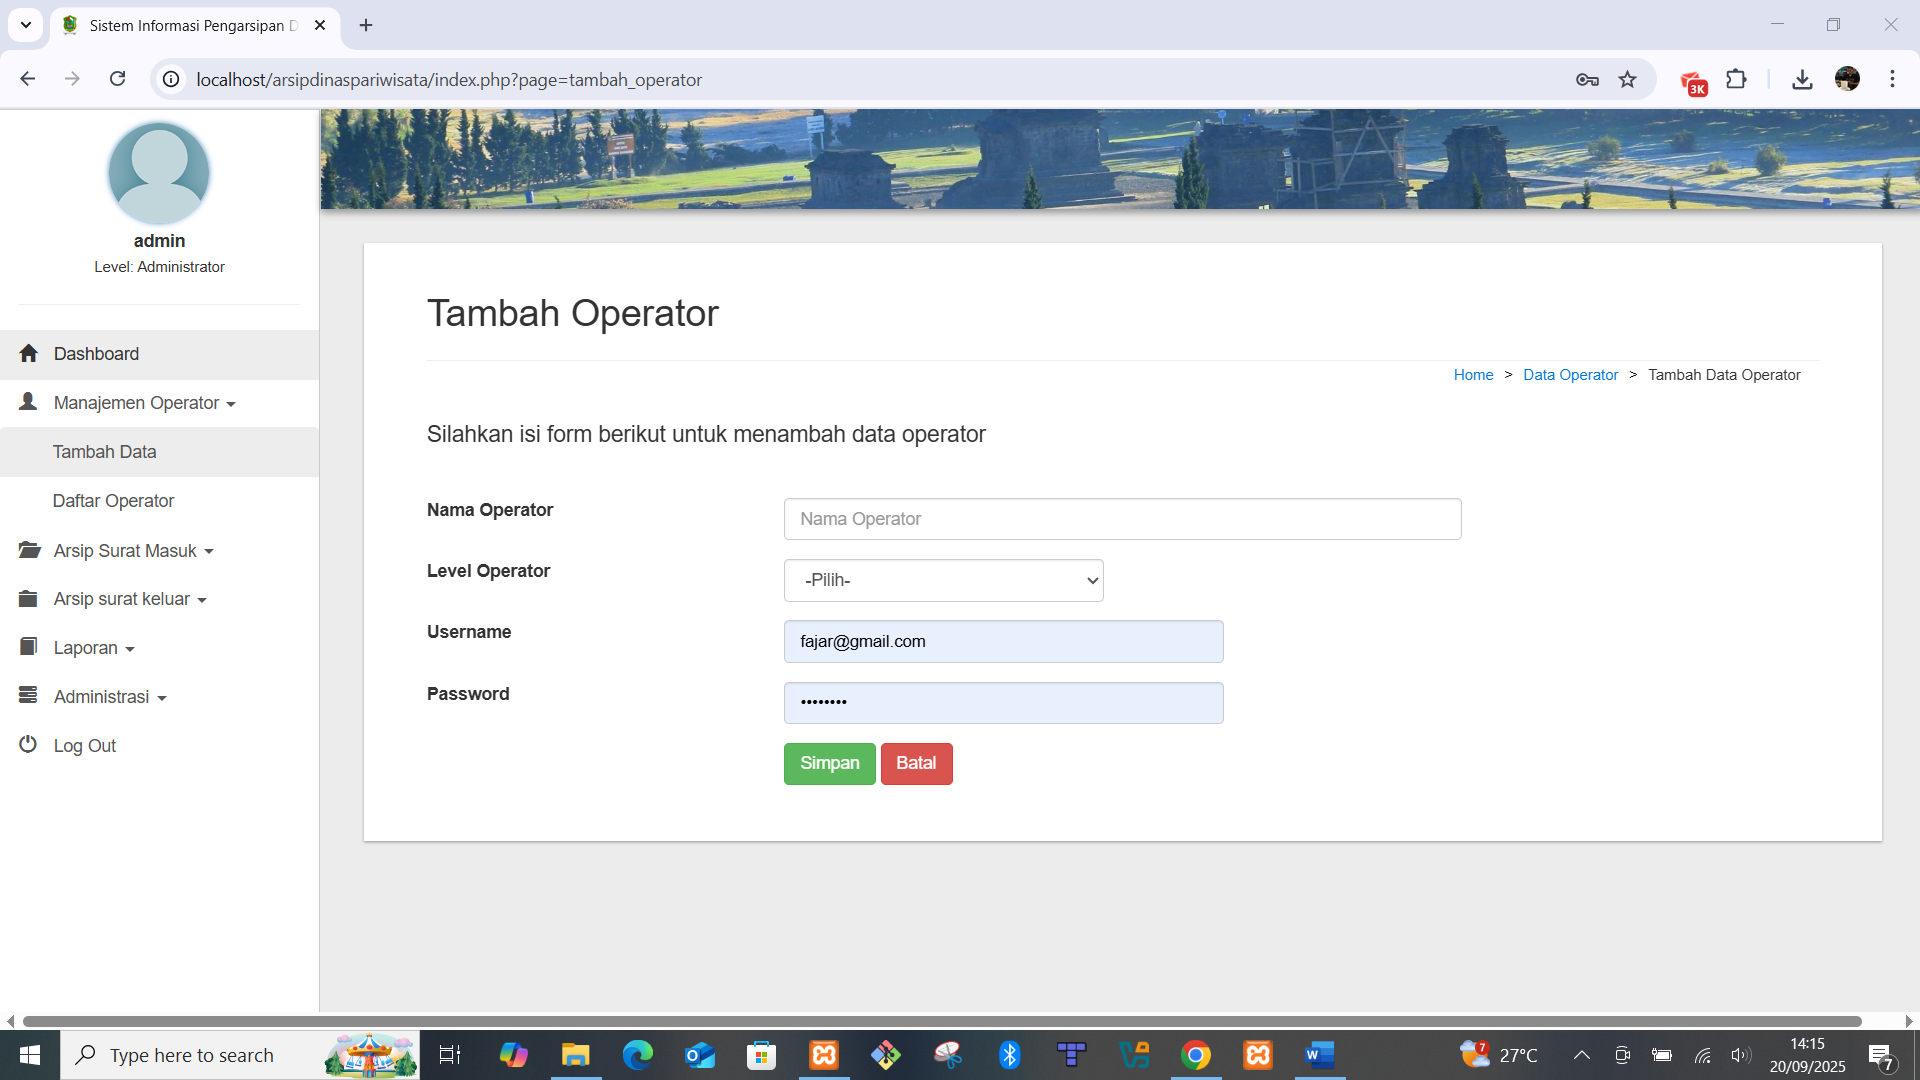 Sistem Informasi Pengarsipan D
localhost/arsipdinaspariwisata/index.php?page=tambah_operator
3K
admin
Level: Administrator
Dashboard
Manajemen Operator
Tambah Data
Daftar Operator
Arsip Surat Masuk
Arsip surat keluar
Laporan
Administrasi
Log Out
Tambah Operator
Home > Data Operator > Tambah Data Operator
Silahkan isi form berikut untuk menambah data operator
Nama Operator
Nama Operator
Level Operator
-Pilih-
Username
fajar@gmail.com
Password
••••••••
Simpan
Batal
Type here to search
7
27°C
14:15
20/09/2025
7